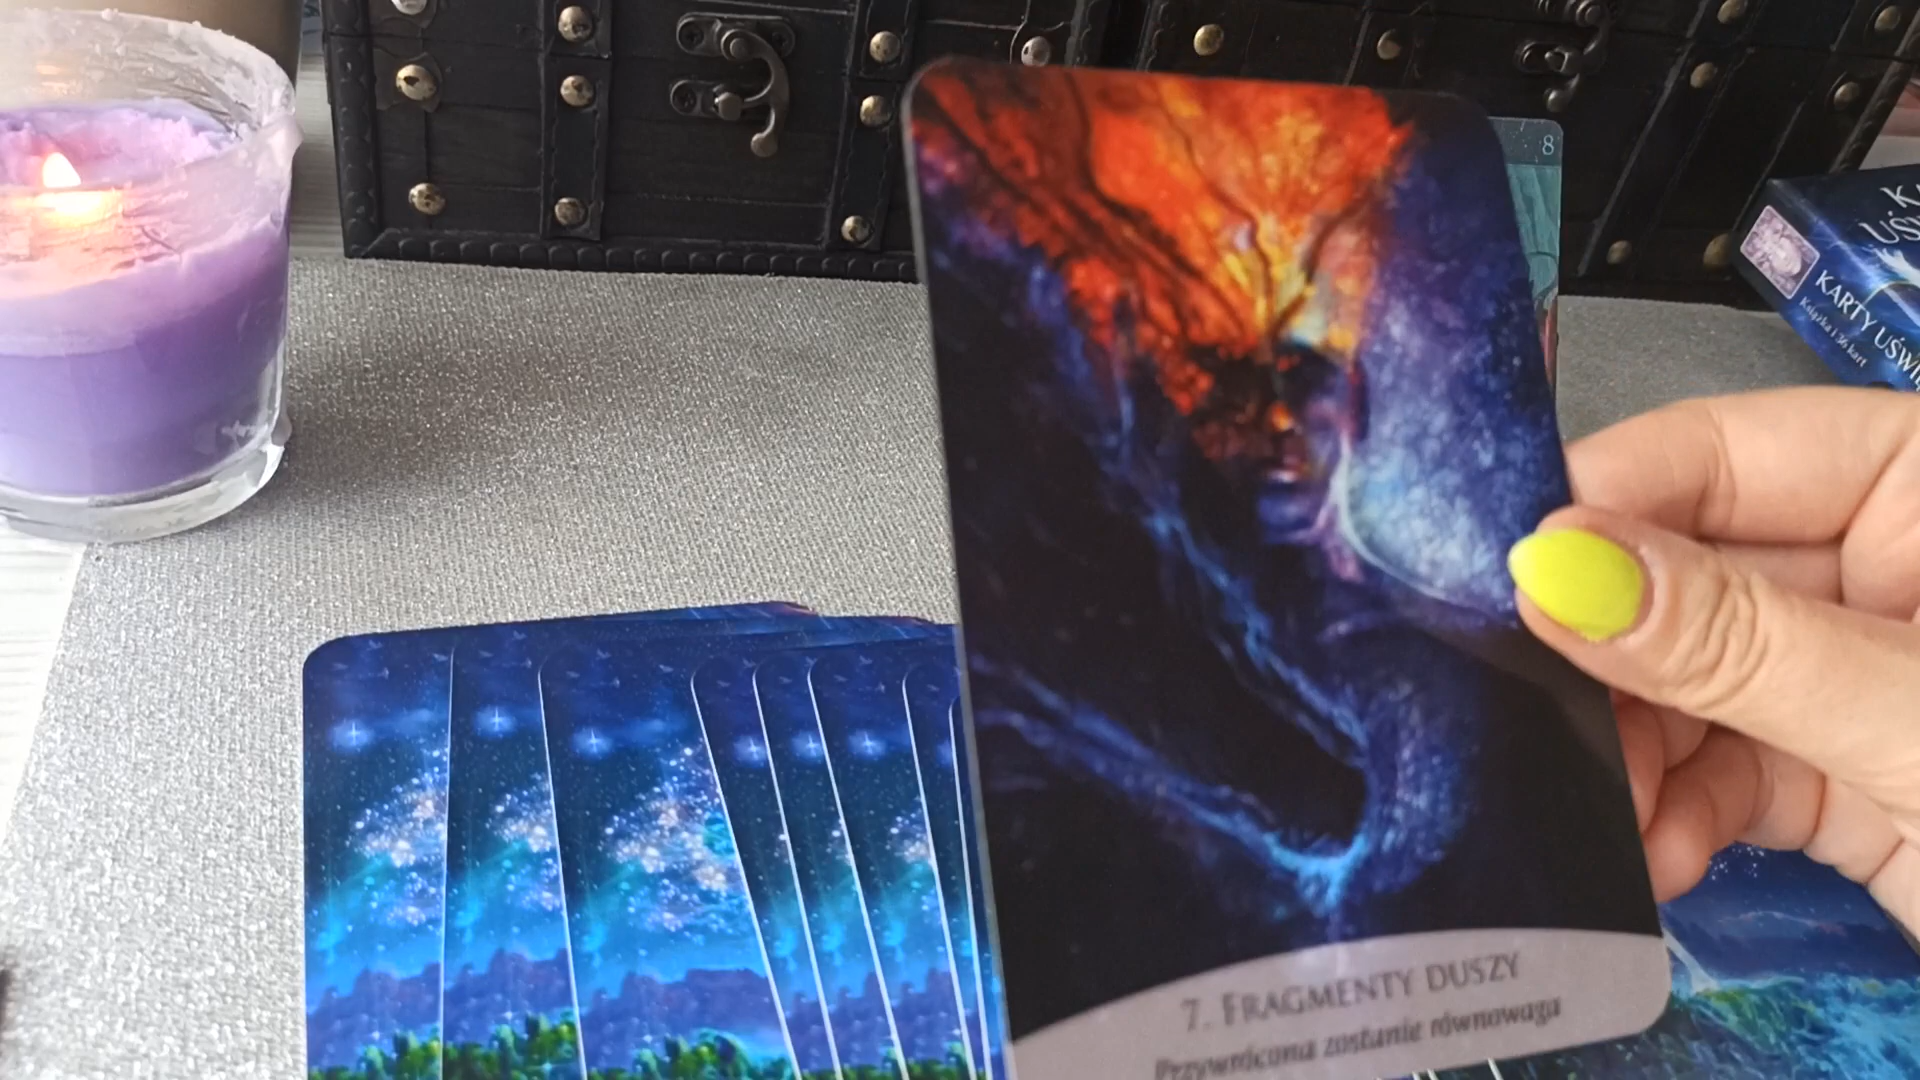 8
KARTY UŚWI
Książka i 36 kart
7. FRAGMENTY DUSZY
Przywrócona zostanie równowaga